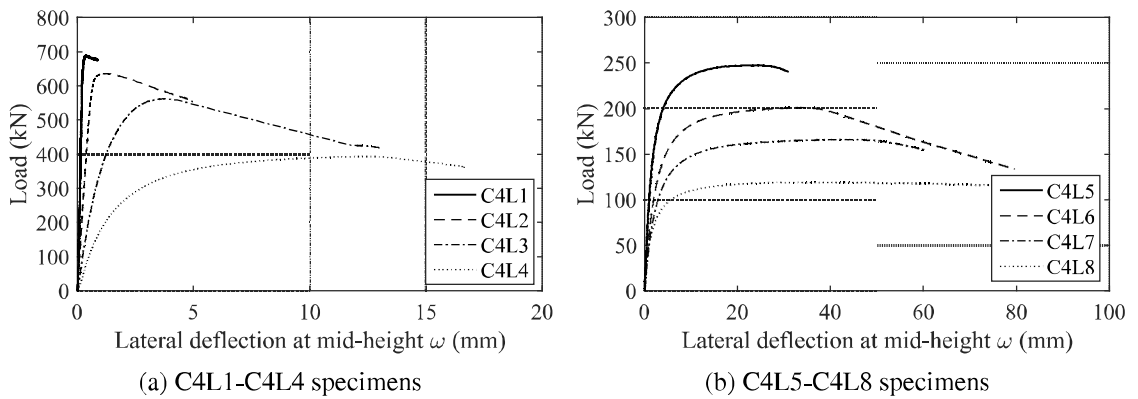 800
700
600
500
400
300
200
100
0
Load (kN)
C4L1
C4L2
C4L3
C4L4
0 5 10 15 20
Lateral deflection at mid-height ω (mm)
(a) C4L1-C4L4 specimens
300
250
200
150
100
50
0
Load (kN)
C4L5
C4L6
C4L7
C4L8
0 20 40 60 80 100
Lateral deflection at mid-height ω (mm)
(b) C4L5-C4L8 specimens